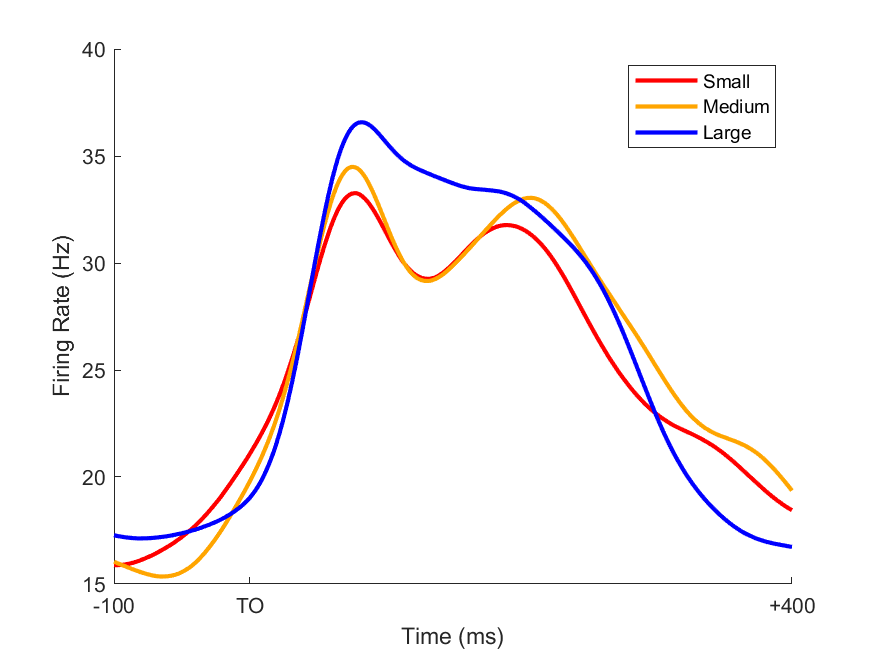 40
35
30
25
20
15
Firing Rate (Hz)
-100
TO
+400
Time (ms)
Small
Medium
Large